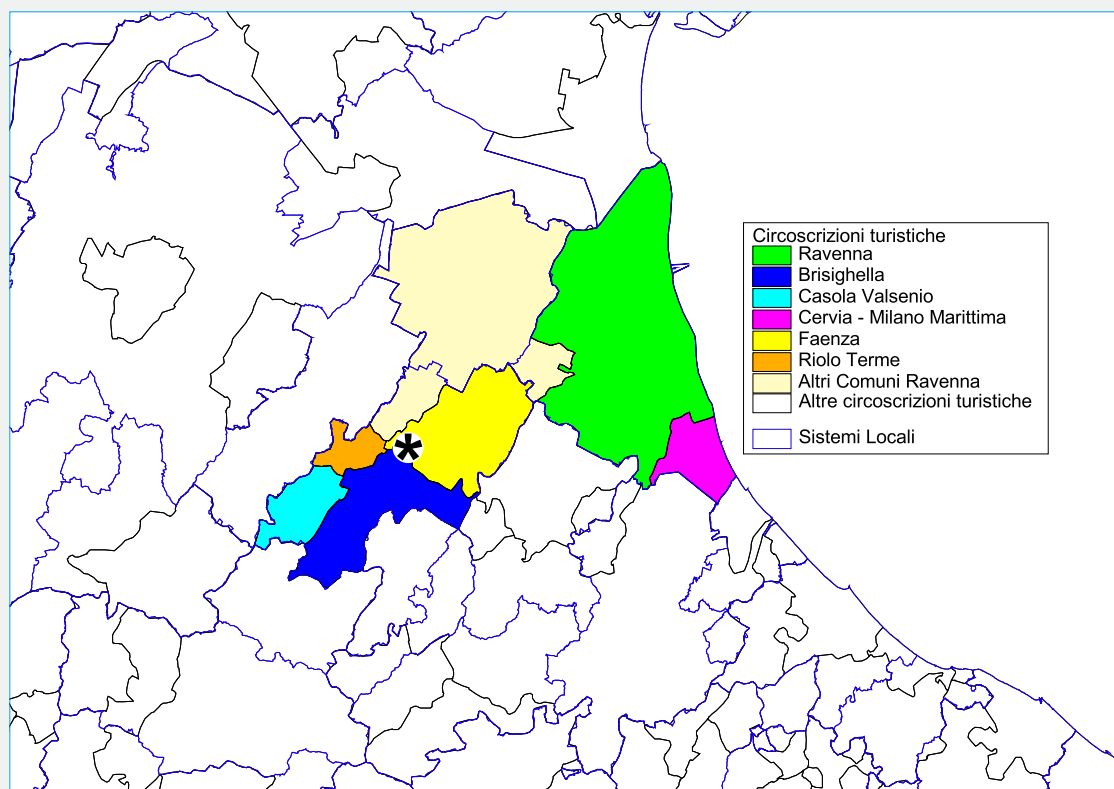 Circoscrizioni turistiche
Ravenna
Brisighella
Casola Valsenio
Cervia - Milano Marittima
Faenza
Riolo Terme
Altri Comuni Ravenna
Altre circoscrizioni turistiche
Sistemi Locali
*